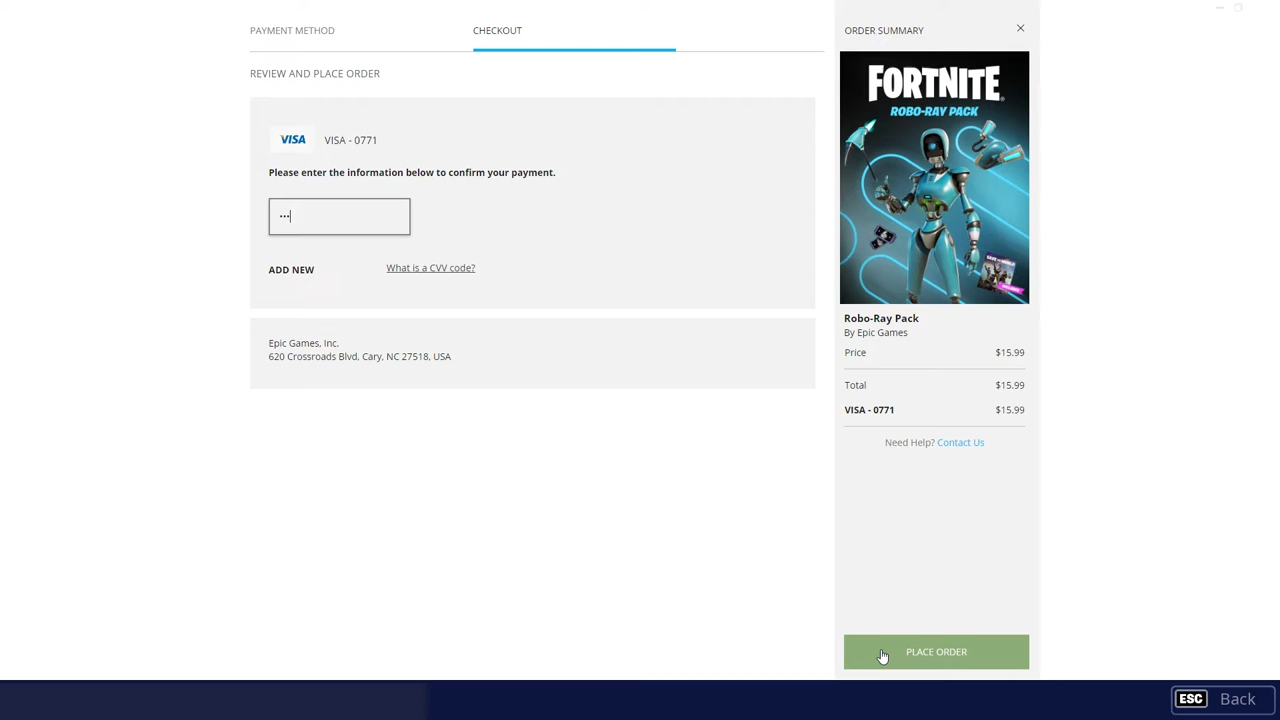 PAYMENT METHOD
CHECKOUT
REVIEW AND PLACE ORDER
VISA VISA - 0771
Please enter the information below to confirm your payment.
•••
ADD NEW
What is a CVV code?
Epic Games, Inc.
620 Crossroads Blvd, Cary, NC 27518, USA
ORDER SUMMARY
FORTNITE
ROBO-RAY PACK
Robo-Ray Pack
By Epic Games
Price $15.99
Total $15.99
VISA - 0771 $15.99
Need Help? Contact Us
PLACE ORDER
ESC Back